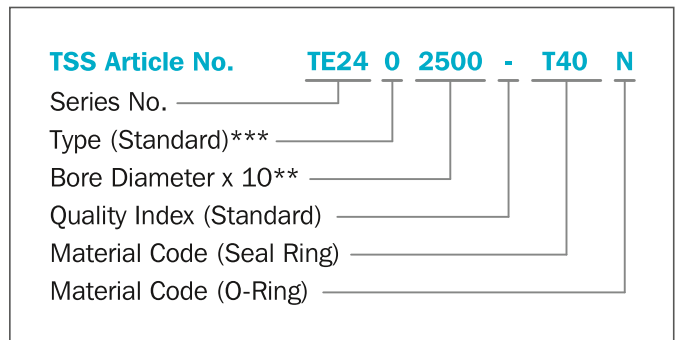 TSS Article No. TE24 0 2500 - T40 N
Series No.
Type (Standard)***
Bore Diameter x 10**
Quality Index (Standard)
Material Code (Seal Ring)
Material Code (O-Ring)